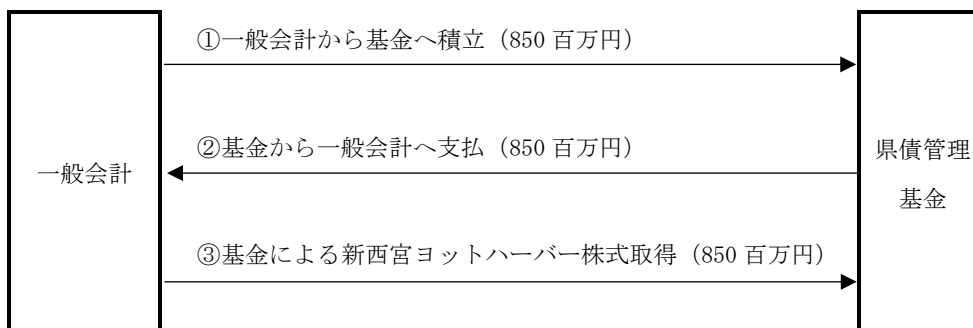 ①一般会計から基金へ積立（850 百万円）
②基金から一般会計へ支払（850 百万円）
一般会計
県債管理
基金
③基金による新西宮ヨットハーバー株式取得（850 百万円）